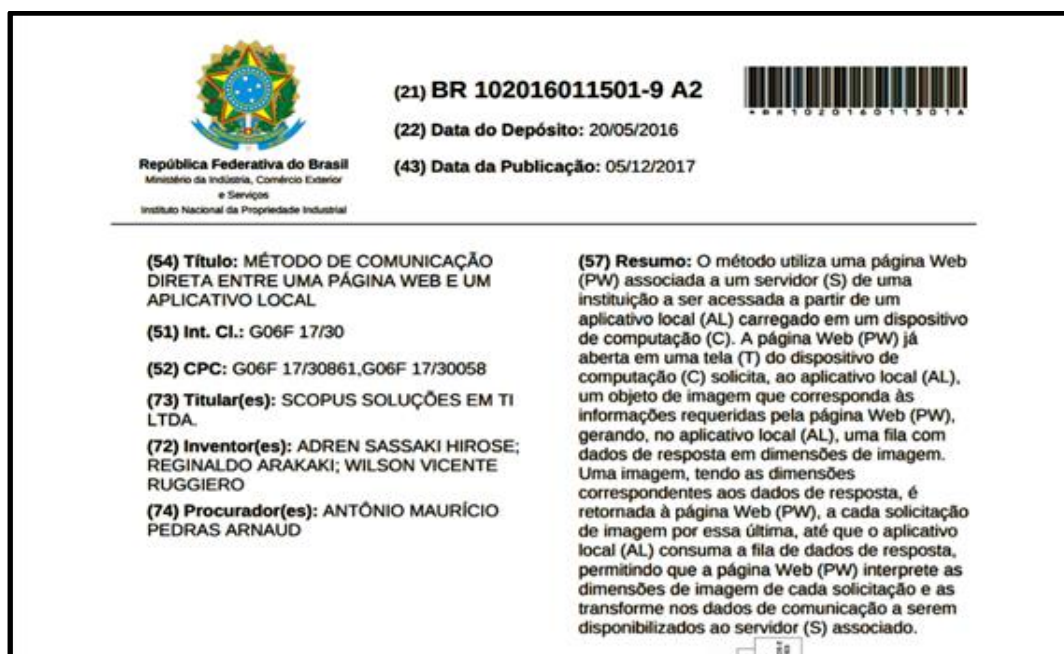 (21) BR 102016011501-9 A2
(22) Data do Depósito: 20/05/2016
(43) Data da Publicação: 05/12/2017
República Federativa do Brasil
Ministério da Indústria, Comércio Exterior
e Serviços
Instituto Nacional da Propriedade Industrial
(54) Título: MÉTODO DE COMUNICAÇÃO
DIRETA ENTRE UMA PÁGINA WEB E UM
APLICATIVO LOCAL
(51) Int. Cl.: G06F 17/30
(52) CPC: G06F 17/30861,G06F 17/30058
(73) Titular(es): SCOPUS SOLUÇÕES EM TI
LTDA.
(72) Inventor(es): ADREN SASSAKI HIROSE;
REGINALDO ARAKAKI; WILSON VICENTE
RUGGIERO
(74) Procurador(es): ANTÔNIO MAURÍCIO
PEDRAS ARNAUD
(57) Resumo: O método utiliza uma página Web
(PW) associada a um servidor (S) de uma
instituição a ser acessada a partir de um
aplicativo local (AL) carregado em um dispositivo
de computação (C). A página Web (PW) já
aberta em uma tela (T) do dispositivo de
computação (C) solicita, ao aplicativo local (AL),
um objeto de imagem que corresponda às
informações requeridas pela página Web (PW),
gerando, no aplicativo local (AL), uma fila com
dados de resposta em dimensões de imagem.
Uma imagem, tendo as dimensões
correspondentes aos dados de resposta, é
retornada à página Web (PW), a cada solicitação
de imagem por essa última, até que o aplicativo
local (AL) consuma a fila de dados de resposta,
permitindo que a página Web (PW) interprete as
dimensões de imagem de cada solicitação e as
transforme nos dados de comunicação a serem
disponibilizados ao servidor (S) associado.